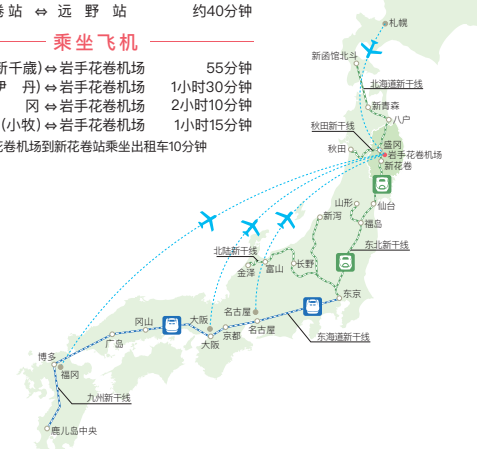 站 ⇔ 远 野 站 约40分钟
乘坐飞机
新千歳)⇔岩手花卷机场 55分钟
丹)⇔岩手花卷机场 1小时30分钟
冈 ⇔岩手花卷机场 2小时10分钟
(小牧)⇔岩手花卷机场 1小时15分钟
花卷机场到新花卷站乘坐出租车10分钟
札幌
新函馆北斗
北海道新干线
新青森
八户
秋田新干线
秋田
盛冈
岩手花卷机场
新花卷
山形
仙台
新泻
福岛
东北新干线
北陆新干线
金泽
富山
长野
东京
名古屋
名古屋
大阪
京都
大阪
东海道新干线
冈山
广岛
博多
福冈
九州新干线
鹿儿岛中央